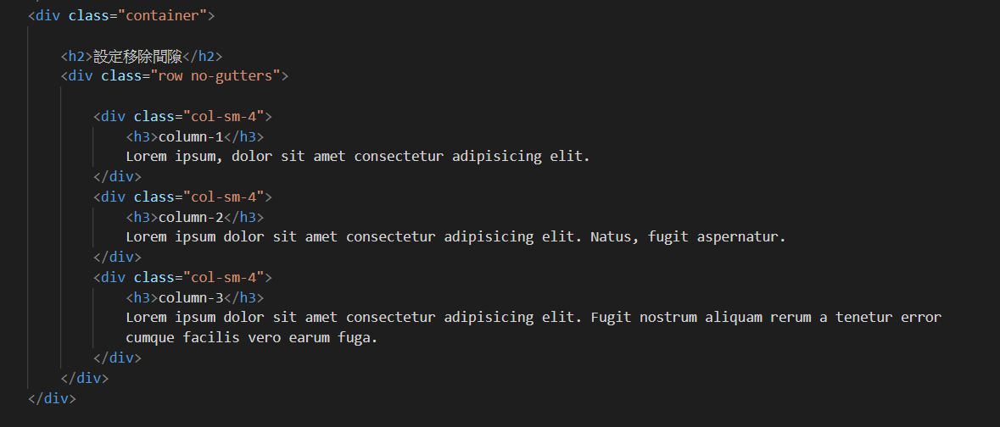 <div class="container">
<h2>設定移除間隙</h2>
<div class="row no-gutters">
<div class="col-sm-4">
<h3>column-1</h3>
Lorem ipsum, dolor sit amet consectetur adipisicing elit.
</div>
<div class="col-sm-4">
<h3>column-2</h3>
Lorem ipsum dolor sit amet consectetur adipisicing elit. Natus, fugit aspernatur.
</div>
<div class="col-sm-4">
<h3>column-3</h3>
Lorem ipsum dolor sit amet consectetur adipisicing elit. Fugit nostrum aliquam rerum a tenetur error
cumque facilis vero earum fuga.
</div>
</div>
</div>